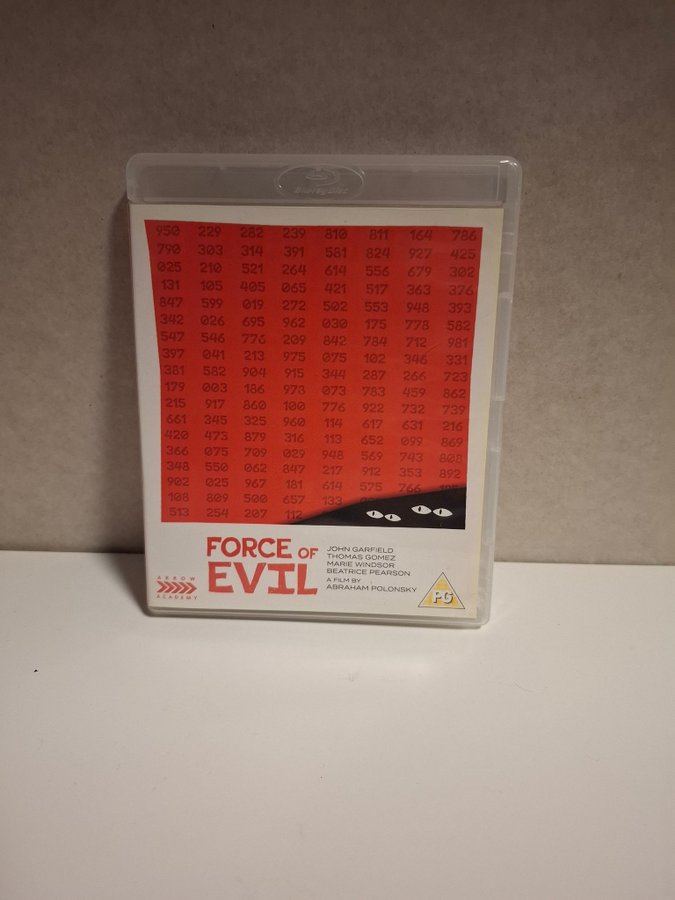 Blu-ray Disc
950 229 282 239 810 811 164 786
790 303 314 391 581 824 927 425
025 210 521 264 614 556 679 302
131 105 405 065 421 517 363 376
847 599 019 272 502 553 948 393
342 026 695 962 030 175 778 582
547 546 776 209 842 784 712 981
397 041 213 975 075 102 346 331
381 582 904 915 344 287 266 723
179 003 186 978 073 783 459 862
215 917 860 100 776 922 732 739
661 345 325 960 114 617 631 216
420 473 879 316 113 652 099 869
366 075 709 029 948 569 743 808
348 550 062 847 217 912 353 892
902 025 967 181 614 575 766
108 809 500 657 133
513 254 207 112
FORCE OF
EVIL
JOHN GARFIELD
THOMAS GOMEZ
MARIE WINDSOR
BEATRICE PEARSON
A FILM BY
ABRAHAM POLONSKY
ARROW
ACADEMY
PG